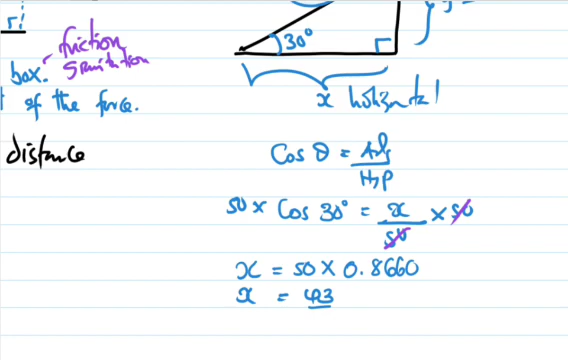 r!
friction
box. gravitation
of the force.
distance
30°
x horizontal
Cos θ = Adj / Hyp
50 × Cos 30° = x / 50 × 50
x = 50 × 0.8660
x = 43